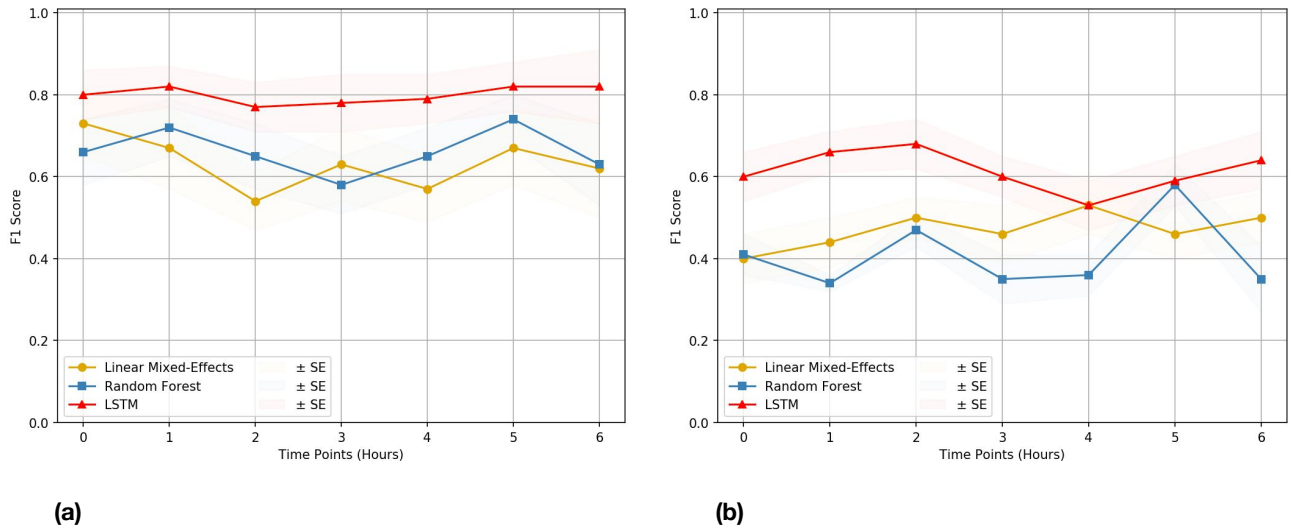 1.0
0.8
0.6
0.4
0.2
0.0
F1 Score
Linear Mixed-Effects ± SE
Random Forest ± SE
LSTM ± SE
0 1 2 3 4 5 6
Time Points (Hours)
(a)
1.0
0.8
0.6
0.4
0.2
0.0
F1 Score
Linear Mixed-Effects ± SE
Random Forest ± SE
LSTM ± SE
0 1 2 3 4 5 6
Time Points (Hours)
(b)